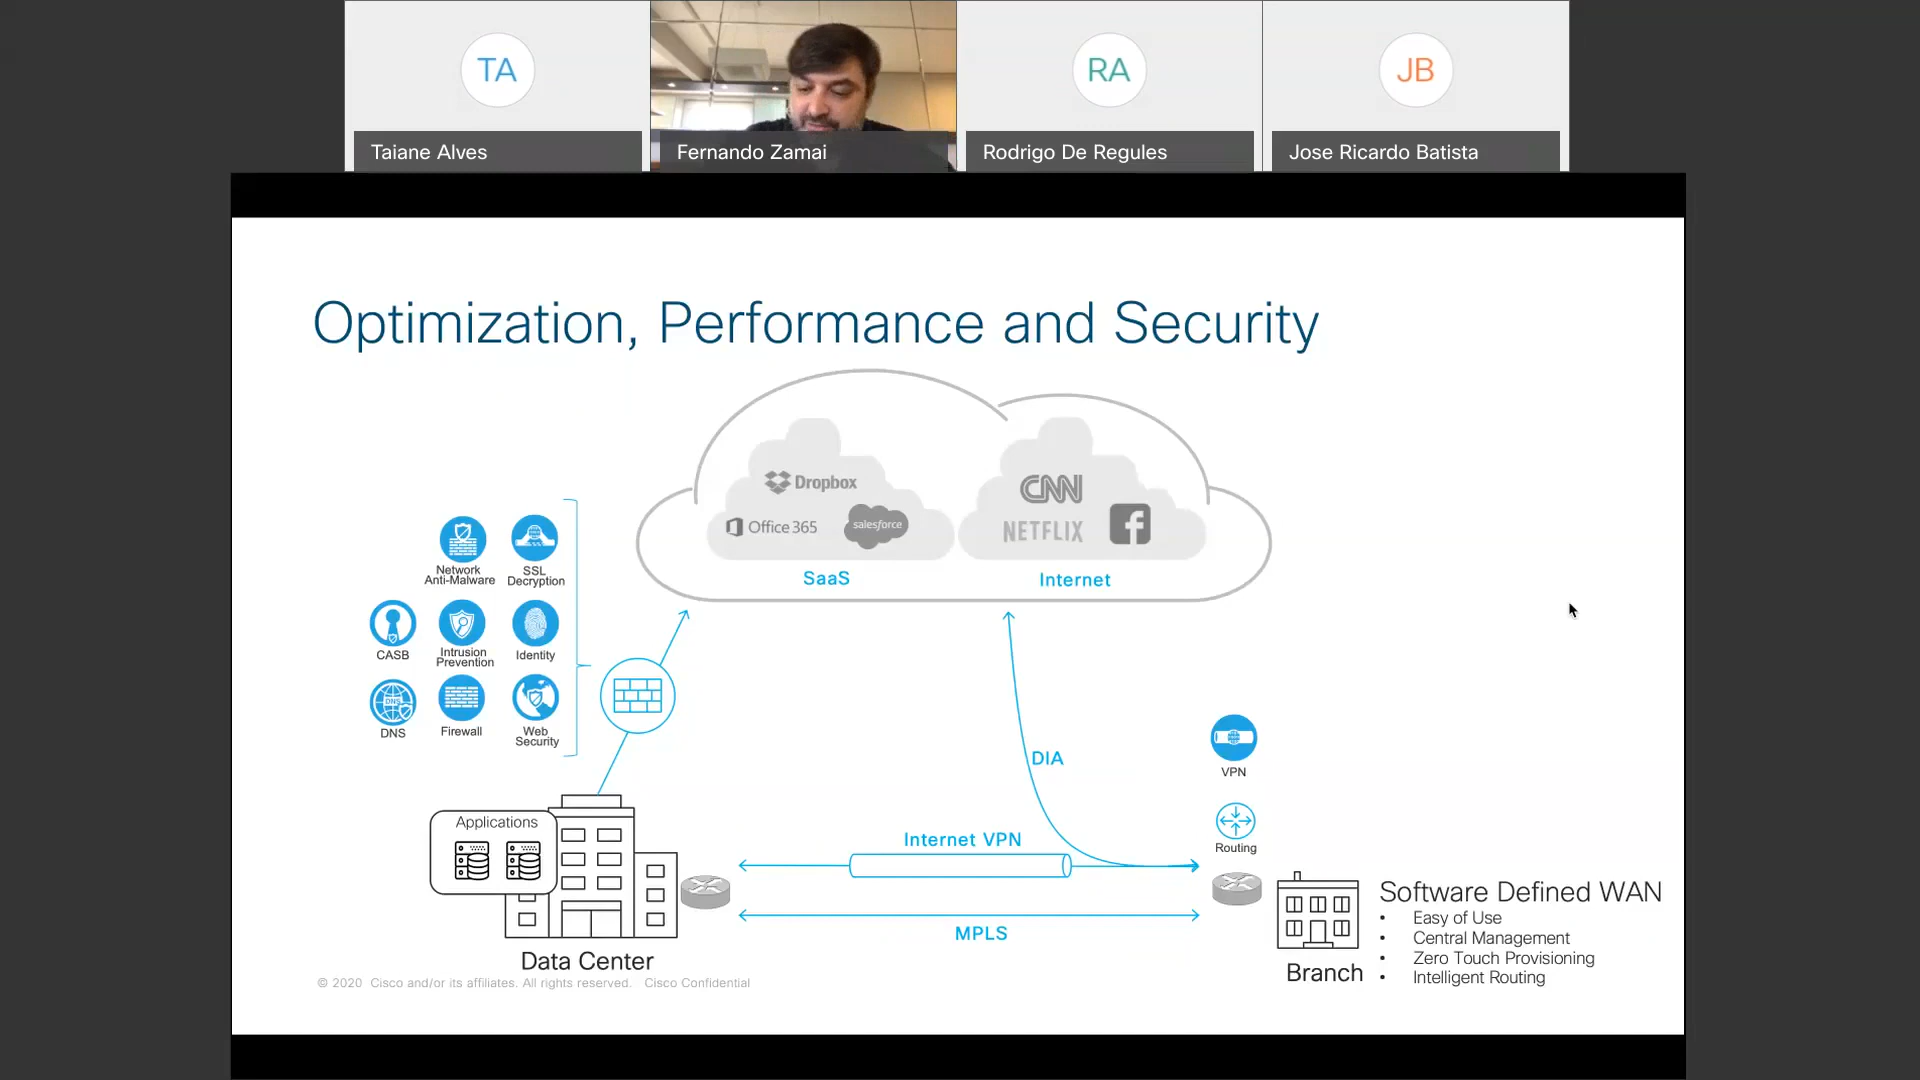 TA
RA
JB
Taiane Alves
Fernando Zamai
Rodrigo De Regules
Jose Ricardo Batista
Optimization, Performance and Security
Dropbox
Office 365
salesforce
CNN
NETFLIX
f
SaaS
Internet
Network
Anti-Malware
SSL
Decryption
CASB
Intrusion
Prevention
Identity
DNS
DNS
Firewall
Web
Security
DIA
VPN
Routing
Applications
Internet VPN
MPLS
Data Center
Branch
Software Defined WAN
• Easy of Use
• Central Management
• Zero Touch Provisioning
• Intelligent Routing
© 2020 Cisco and/or its affiliates. All rights reserved. Cisco Confidential